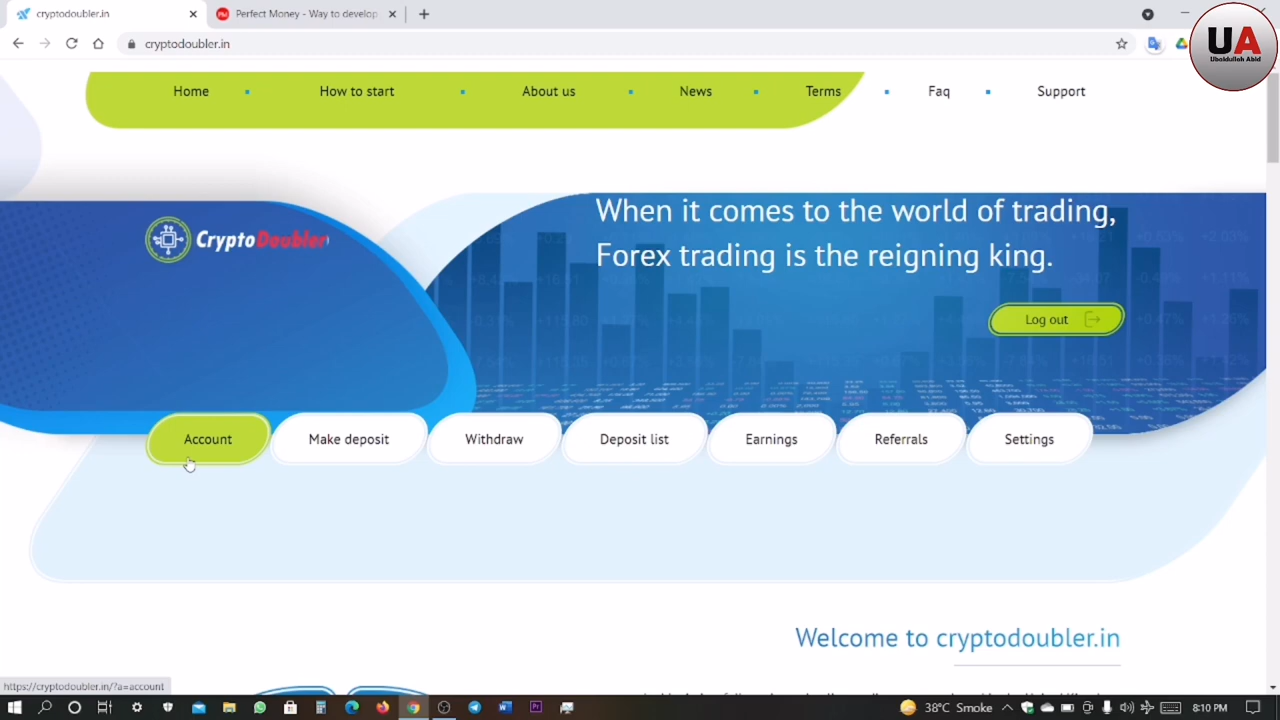 cryptodoubler.in
Perfect Money - Way to develop
cryptodoubler.in
UA
Ubaidullah Abid
Home
How to start
About us
News
Terms
Faq
Support
CryptoDoubler
When it comes to the world of trading,
Forex trading is the reigning king.
Log out
Account
Make deposit
Withdraw
Deposit list
Earnings
Referrals
Settings
Welcome to cryptodoubler.in
https://cryptodoubler.in/?a=account
38°C Smoke
8:10 PM